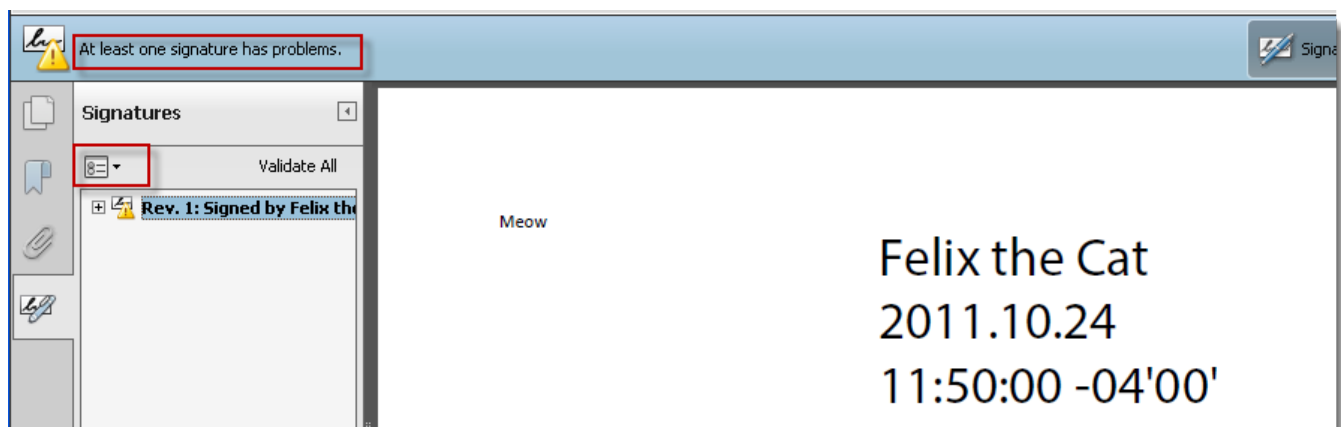 At least one signature has problems.
Signa
Signatures
Validate All
Rev. 1: Signed by Felix the
Meow
Felix the Cat
2011.10.24
11:50:00 -04'00'